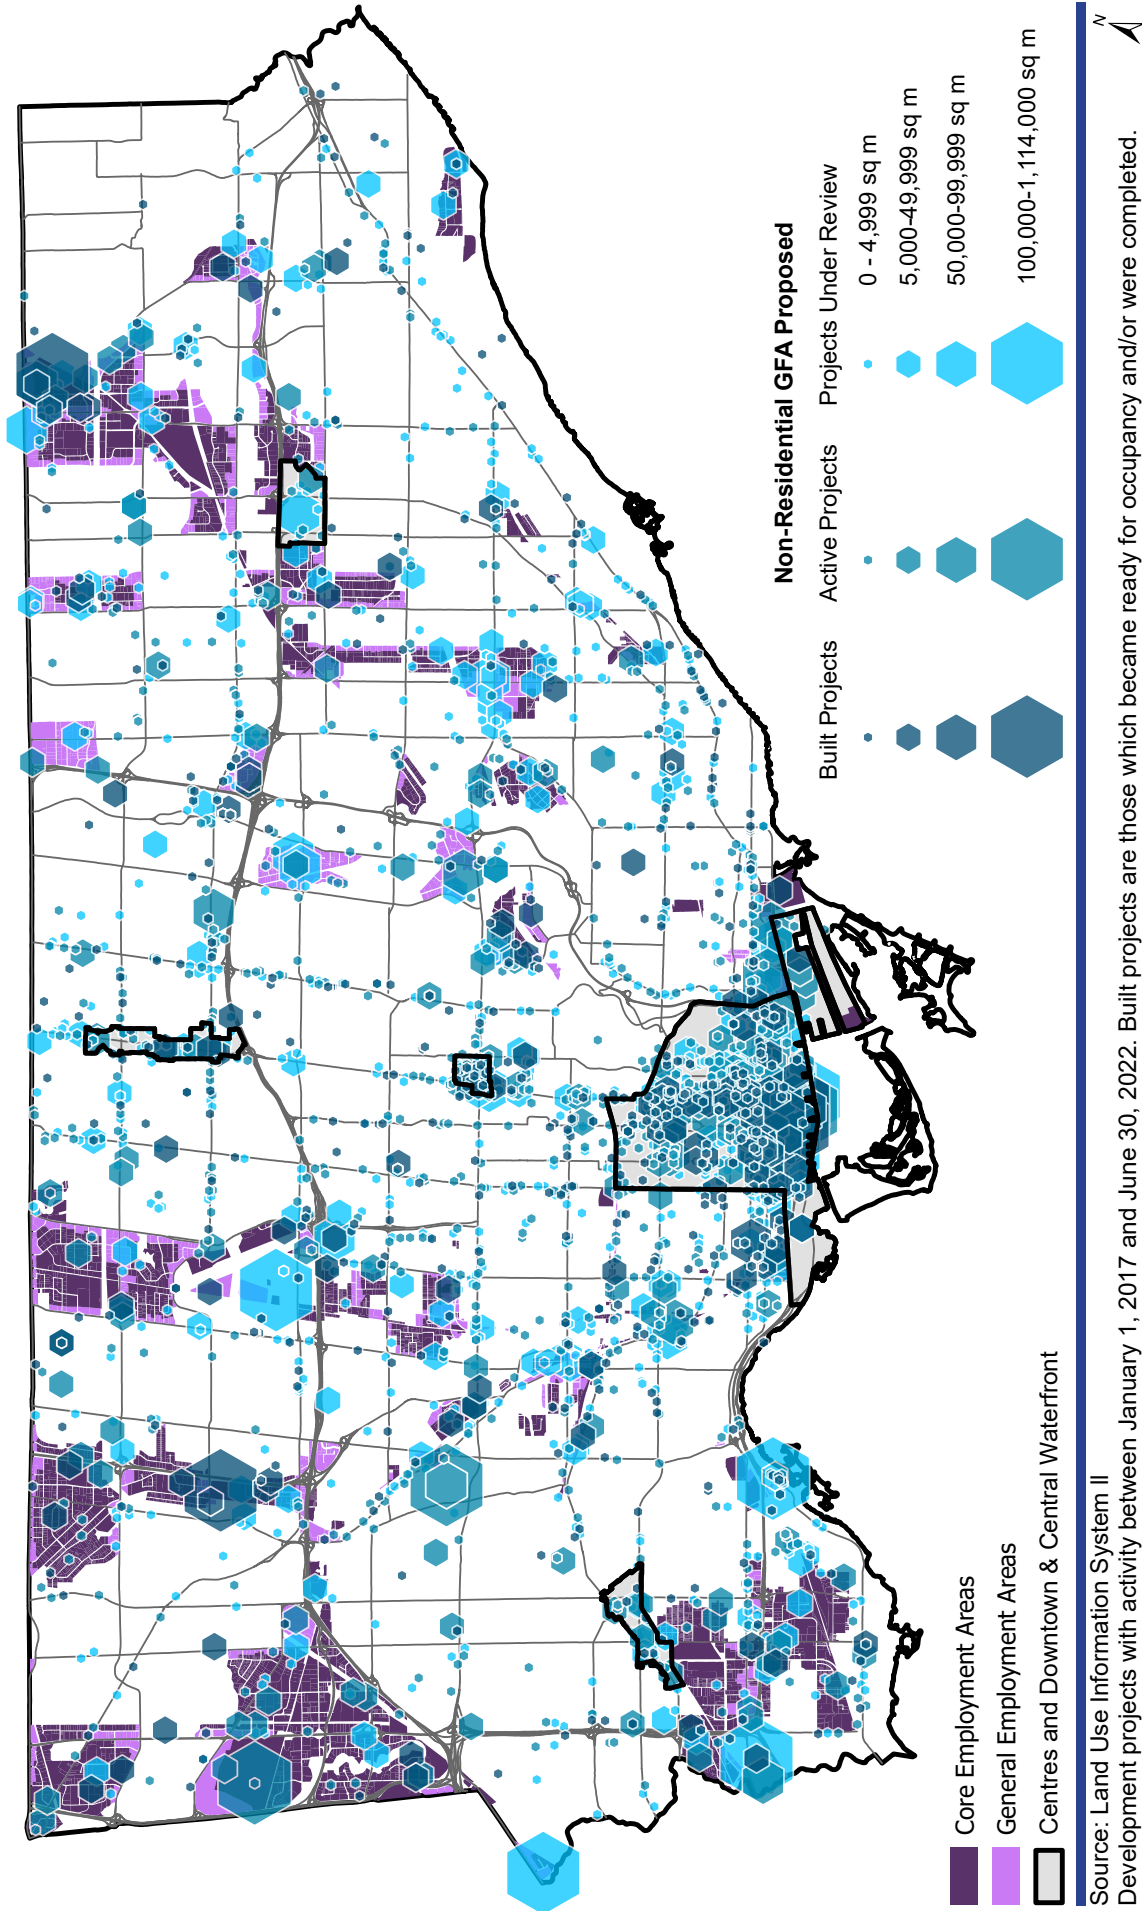 Non-Residential GFA Proposed
Built Projects
Active Projects
Projects Under Review
0 - 4,999 sq m
5,000-49,999 sq m
50,000-99,999 sq m
100,000-1,114,000 sq m
Core Employment Areas
General Employment Areas
Centres and Downtown & Central Waterfront
N
Source: Land Use Information System II
Development projects with activity between January 1, 2017 and June 30, 2022. Built projects are those which became ready for occupancy and/or were completed.